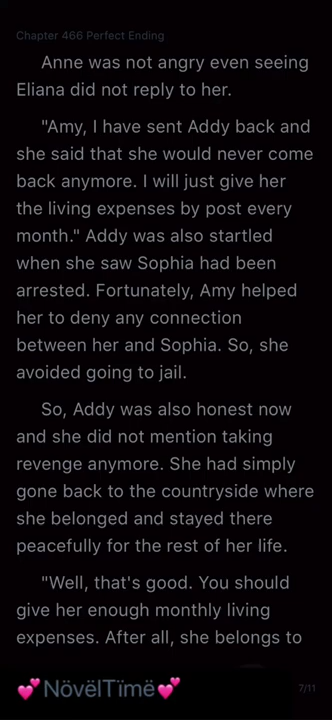 Chapter 466 Perfect Ending
Anne was not angry even seeing
Eliana did not reply to her.
"Amy, I have sent Addy back and
she said that she would never come
back anymore. I will just give her
the living expenses by post every
month." Addy was also startled
when she saw Sophia had been
arrested. Fortunately, Amy helped
her to deny any connection
between her and Sophia. So, she
avoided going to jail.
So, Addy was also honest now
and she did not mention taking
revenge anymore. She had simply
gone back to the countryside where
she belonged and stayed there
peacefully for the rest of her life.
"Well, that's good. You should
give her enough monthly living
expenses. After all, she belongs to
💕NövëlTïmë💕
7/11